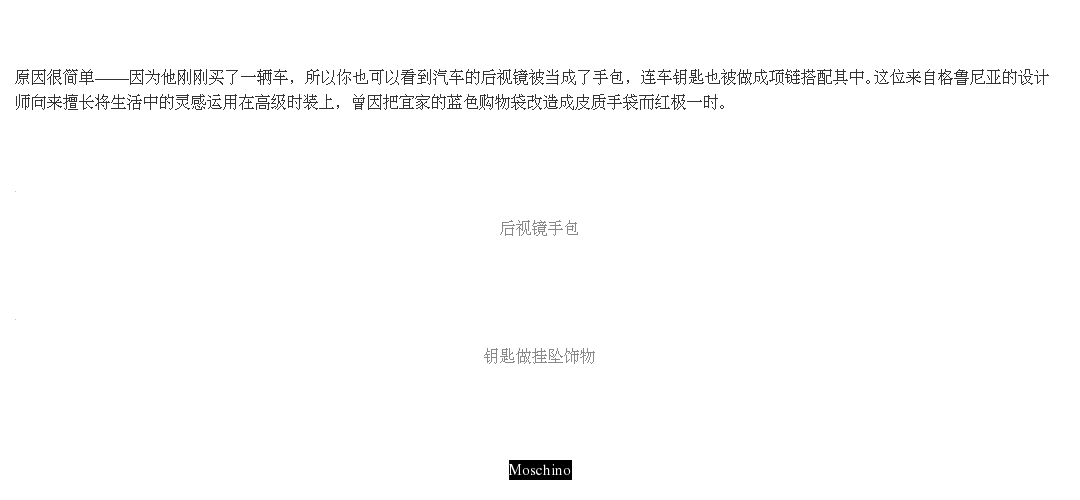 原因很简单——因为他刚刚买了一辆车，所以你也可以看到汽车的后视镜被当成了手包，连车钥匙也被做成项链搭配其中。这位来自格鲁尼亚的设计
师向来擅长将生活中的灵感运用在高级时装上，曾因把宜家的蓝色购物袋改造成皮质手袋而红极一时。
后视镜手包
钥匙做挂坠饰物
Moschino